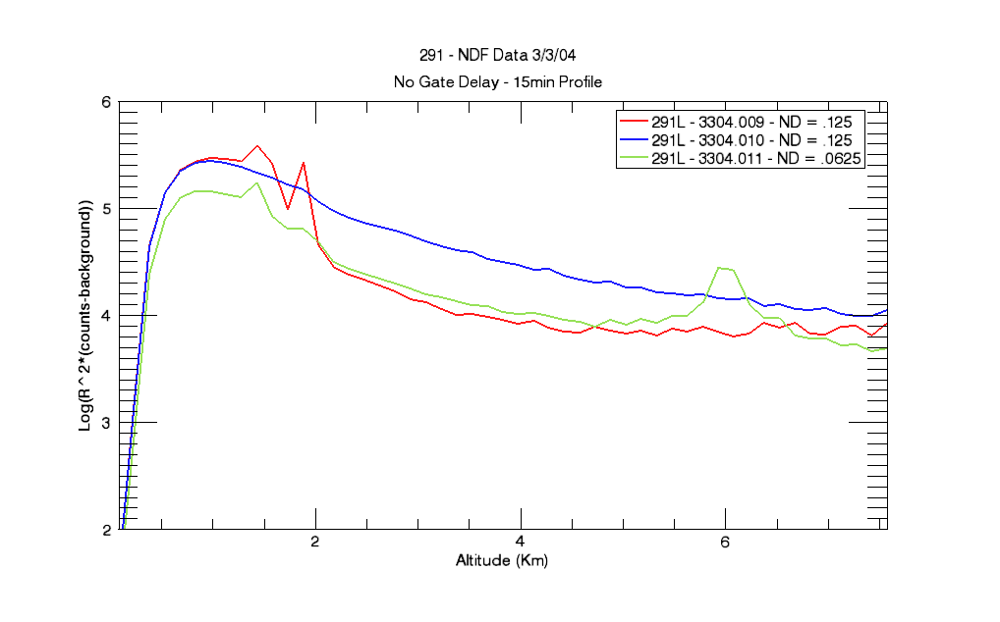 291 - NDF Data 3/3/04
No Gate Delay - 15min Profile
291L - 3304.009 - ND = .125
291L - 3304.010 - ND = .125
291L - 3304.011 - ND = .0625
Log(R^2*(counts-background))
6
5
4
3
2
2
4
6
Altitude (Km)